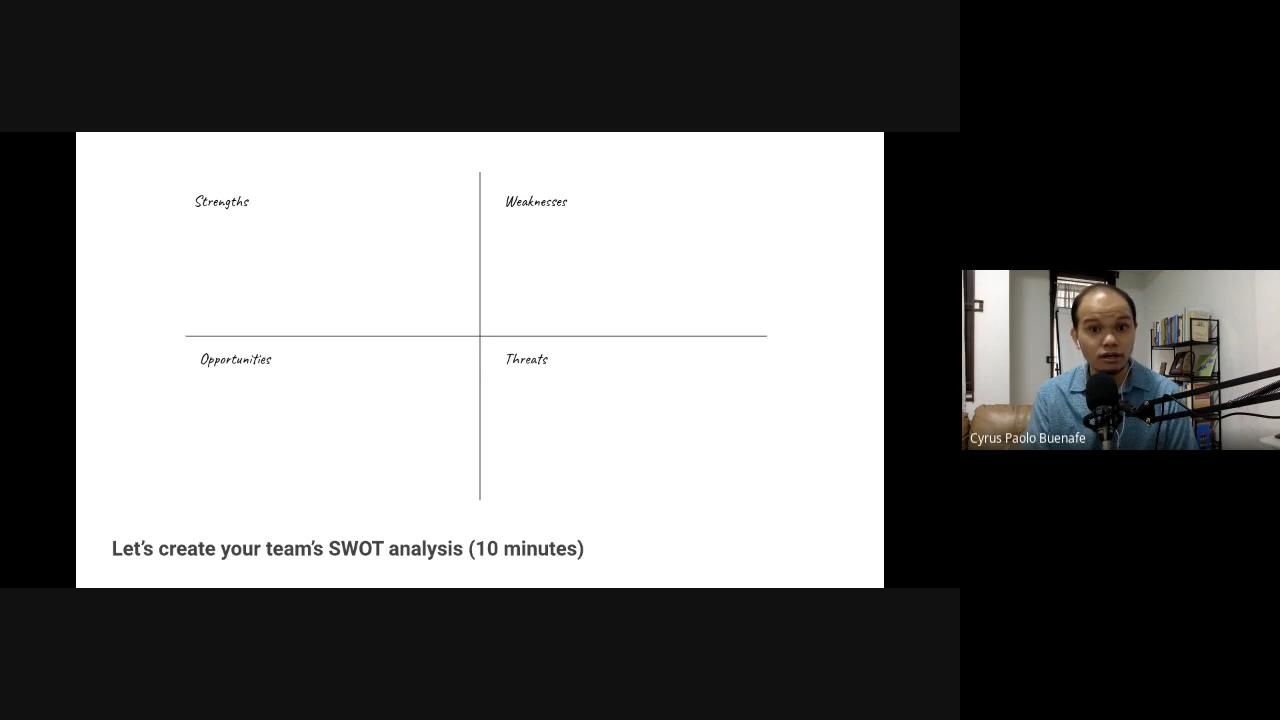 Strengths
Weaknesses
Opportunities
Threats
Let’s create your team’s SWOT analysis (10 minutes)
Cyrus Paolo Buenafe